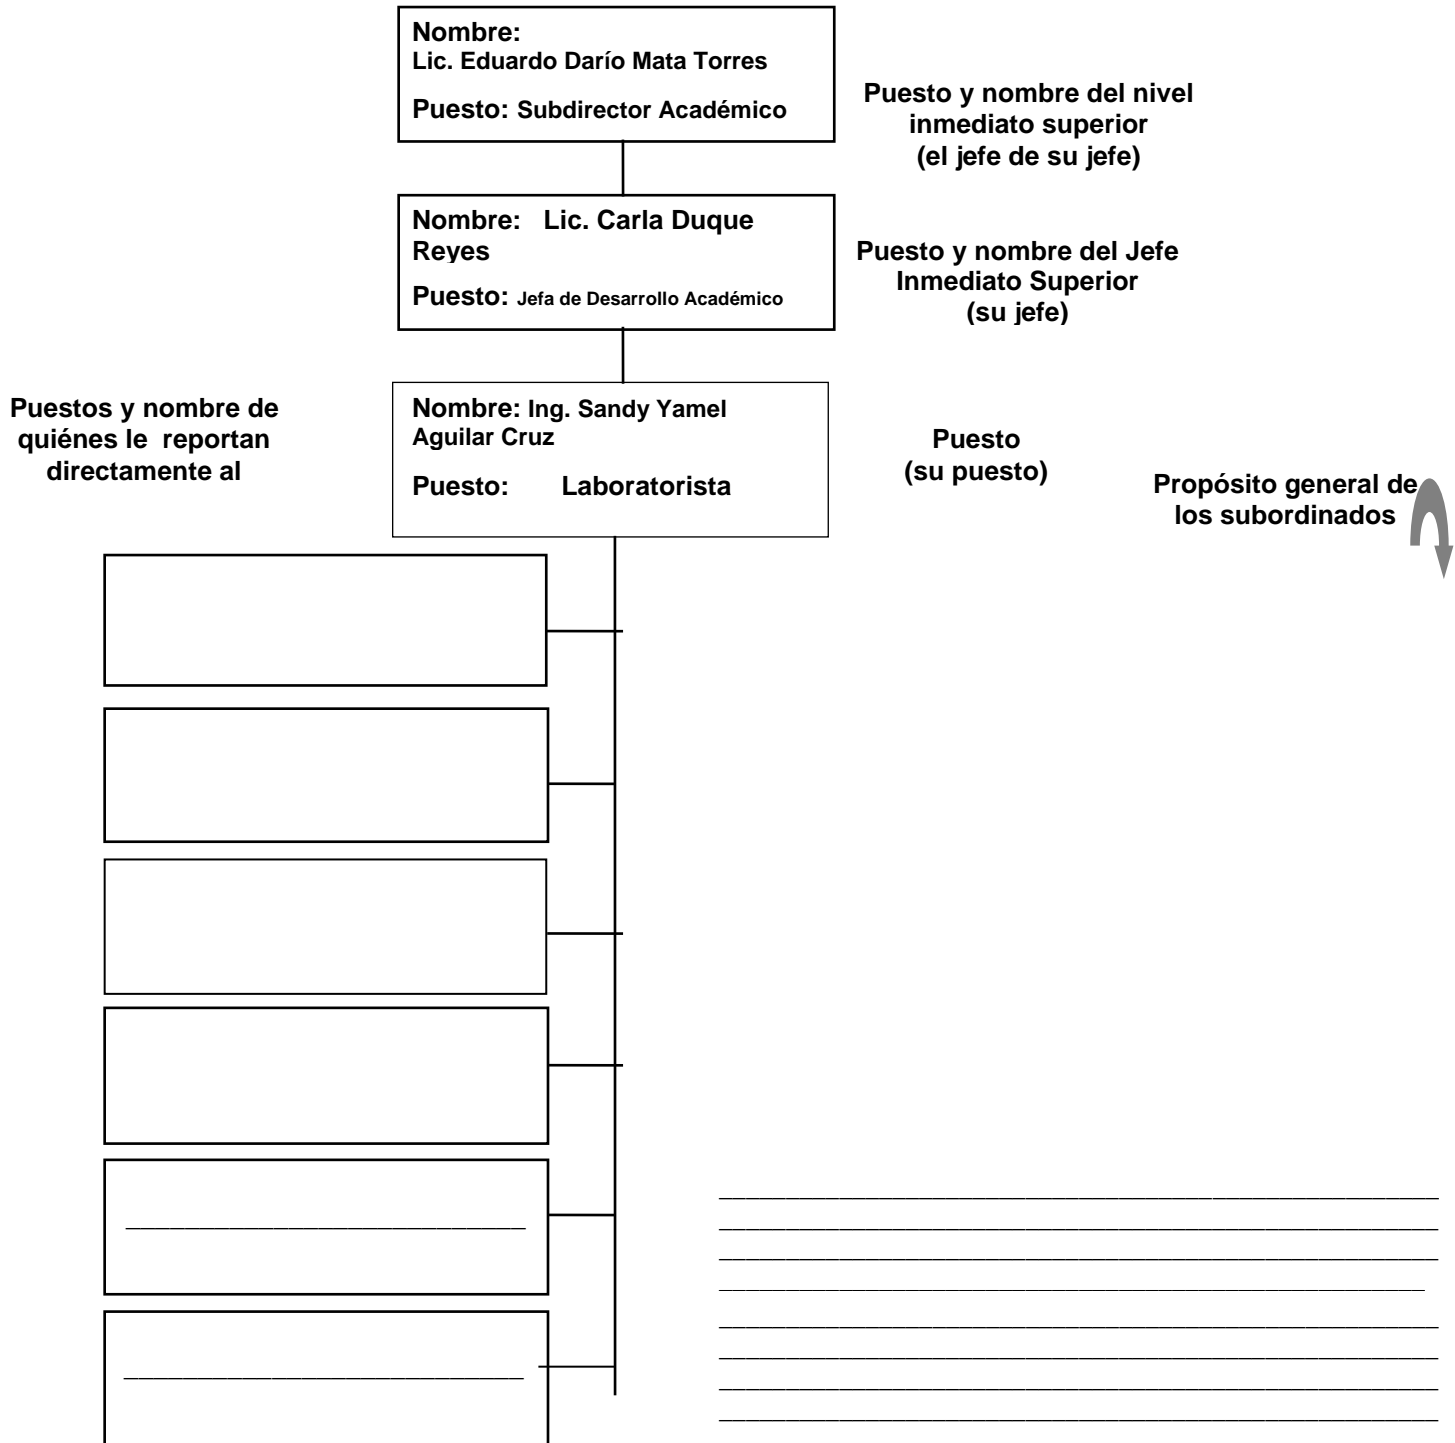 Nombre:
Lic. Eduardo Darío Mata Torres
Puesto: Subdirector Académico
Puesto y nombre del nivel
inmediato superior
(el jefe de su jefe)
Nombre: Lic. Carla Duque
Reyes
Puesto: Jefa de Desarrollo Académico
Puesto y nombre del Jefe
Inmediato Superior
(su jefe)
Puestos y nombre de
quiénes le reportan
directamente al
Nombre: Ing. Sandy Yamel
Aguilar Cruz
Puesto: Laboratorista
Puesto
(su puesto)
Propósito general de
los subordinados